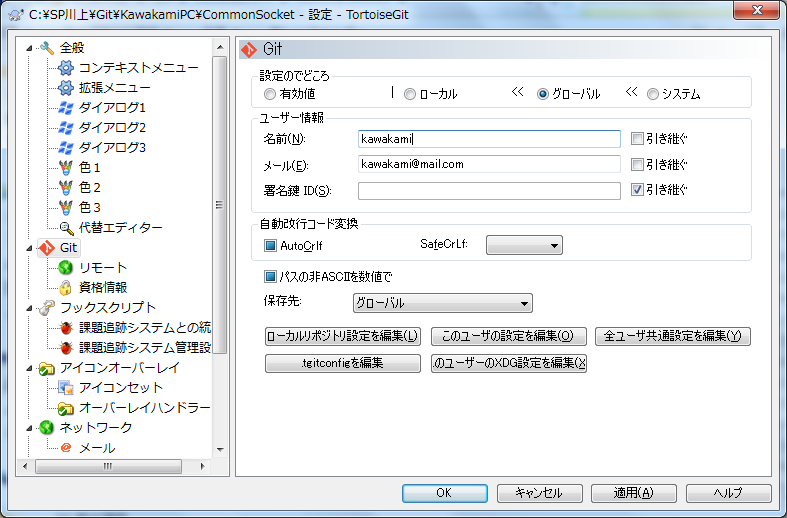 C:¥SP川上¥Git¥KawakamiPC¥CommonSocket - 設定 - TortoiseGit
全般
コンテキストメニュー
拡張メニュー
ダイアログ1
ダイアログ2
ダイアログ3
色 1
色 2
色 3
代替エディター
Git
リモート
資格情報
フックスクリプト
課題追跡システムとの統
課題追跡システム管理設
アイコンオーバーレイ
アイコンセット
オーバーレイハンドラー
ネットワーク
メール
Git
設定のでどころ
有効値 | ローカル << グローバル << システム
ユーザー情報
名前(N): kawakami 引き継ぐ
メール(E): kawakami@mail.com 引き継ぐ
署名鍵 ID(S): 引き継ぐ
自動改行コード変換
AutoCrlf SafeCrLf:
パスの非ASCIIを数値で
保存先: グローバル
ローカルリポジトリ設定を編集(L) このユーザの設定を編集(O) 全ユーザ共通設定を編集(Y)
.tgitconfigを編集 .のユーザーのXDG設定を編集(X
OK キャンセル 適用(A) ヘルプ